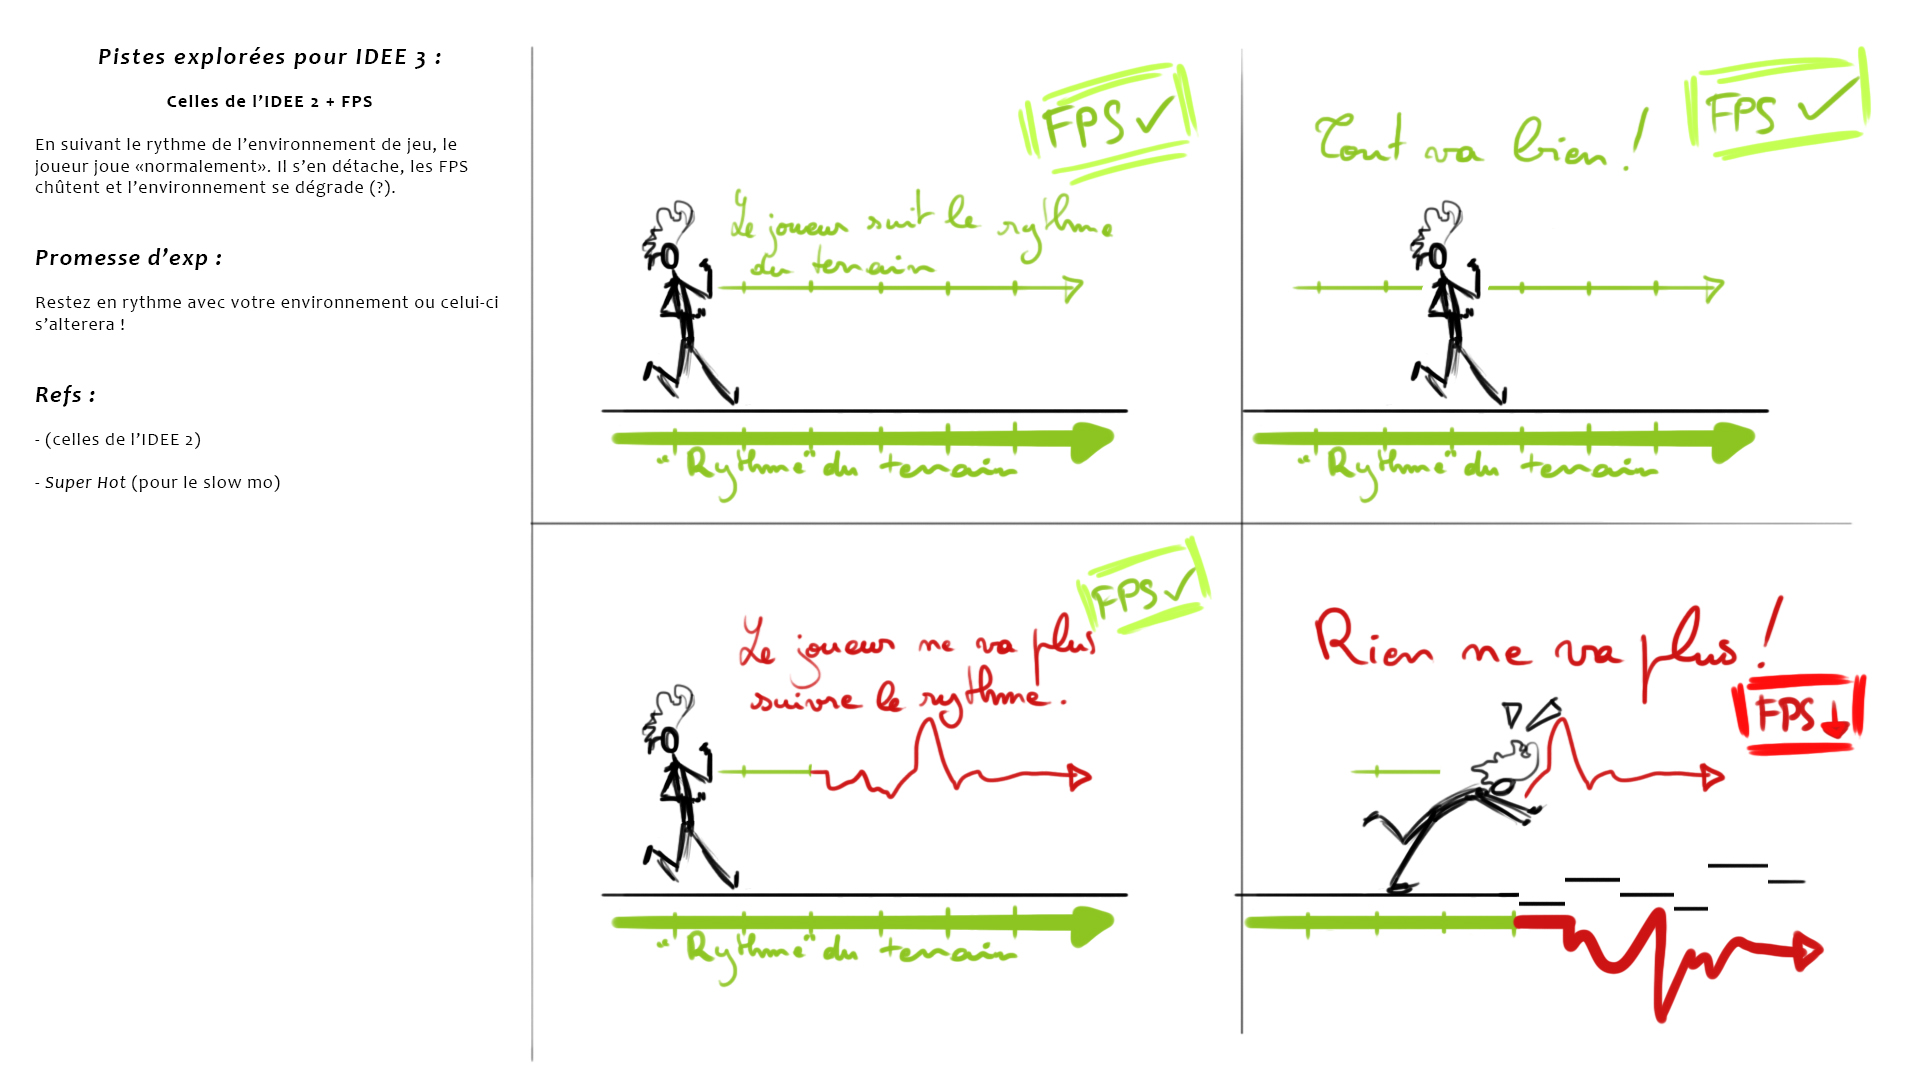 Pistes explorées pour IDEE 3 :
Celles de l'IDEE 2 + FPS
En suivant le rythme de l'environnement de jeu, le
joueur joue «normalement». Il s'en détache, les FPS
chûtent et l'environnement se dégrade (?).
Promesse d'exp :
Restez en rythme avec votre environnement ou celui-ci
s'alterera !
Refs :
- (celles de l'IDEE 2)
- Super Hot (pour le slow mo)
FPS ✓
Le joueur suit le rythme
du terrain
"Rythme" du terrain
FPS ✓
Tout va bien !
"Rythme" du terrain
FPS ✓
Le joueur ne va plus
suivre le rythme.
"Rythme" du terrain
Rien ne va plus !
FPS ↓